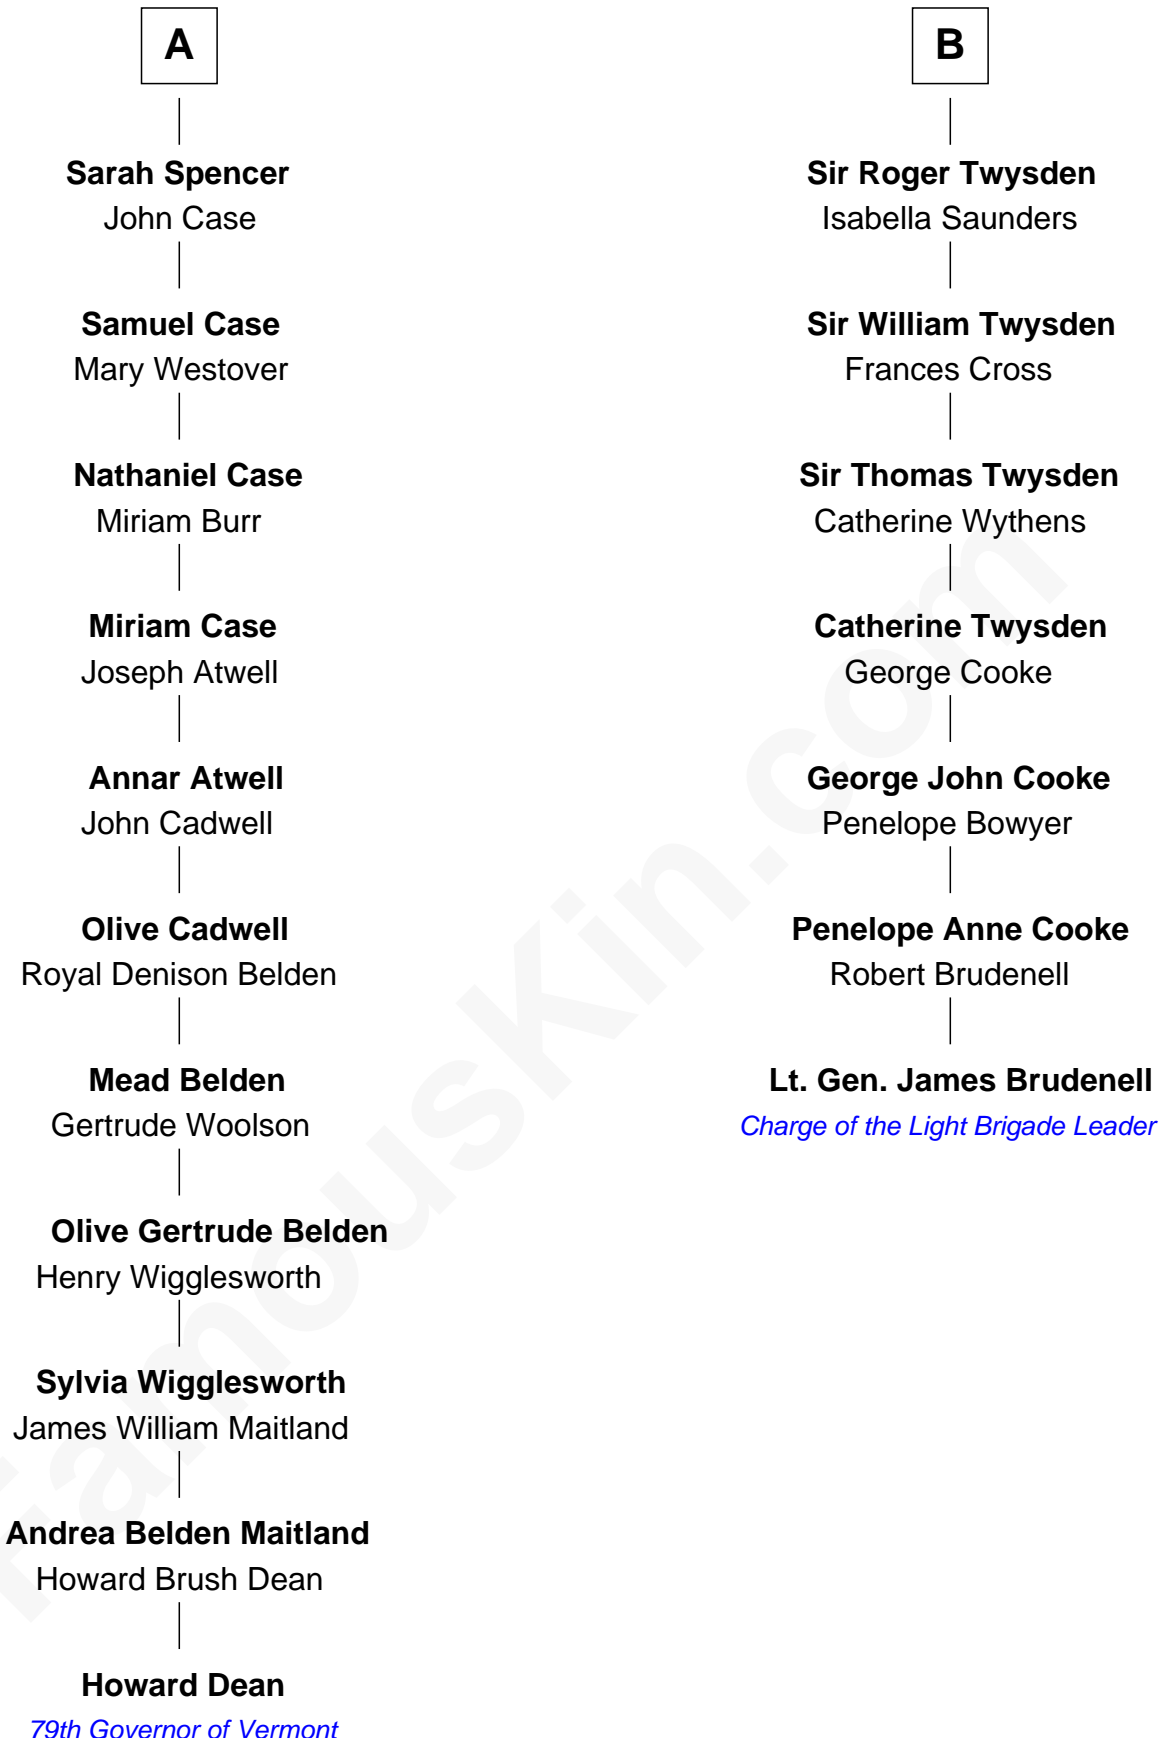 A
Sarah Spencer
John Case
Samuel Case
Mary Westover
Nathaniel Case
Miriam Burr
Miriam Case
Joseph Atwell
Annar Atwell
John Cadwell
Olive Cadwell
Royal Denison Belden
Mead Belden
Gertrude Woolson
Olive Gertrude Belden
Henry Wigglesworth
Sylvia Wigglesworth
James William Maitland
Andrea Belden Maitland
Howard Brush Dean
Howard Dean
79th Governor of Vermont
B
Sir Roger Twysden
Isabella Saunders
Sir William Twysden
Frances Cross
Sir Thomas Twysden
Catherine Wythens
Catherine Twysden
George Cooke
George John Cooke
Penelope Bowyer
Penelope Anne Cooke
Robert Brudenell
Lt. Gen. James Brudenell
Charge of the Light Brigade Leader
FamousKin.com